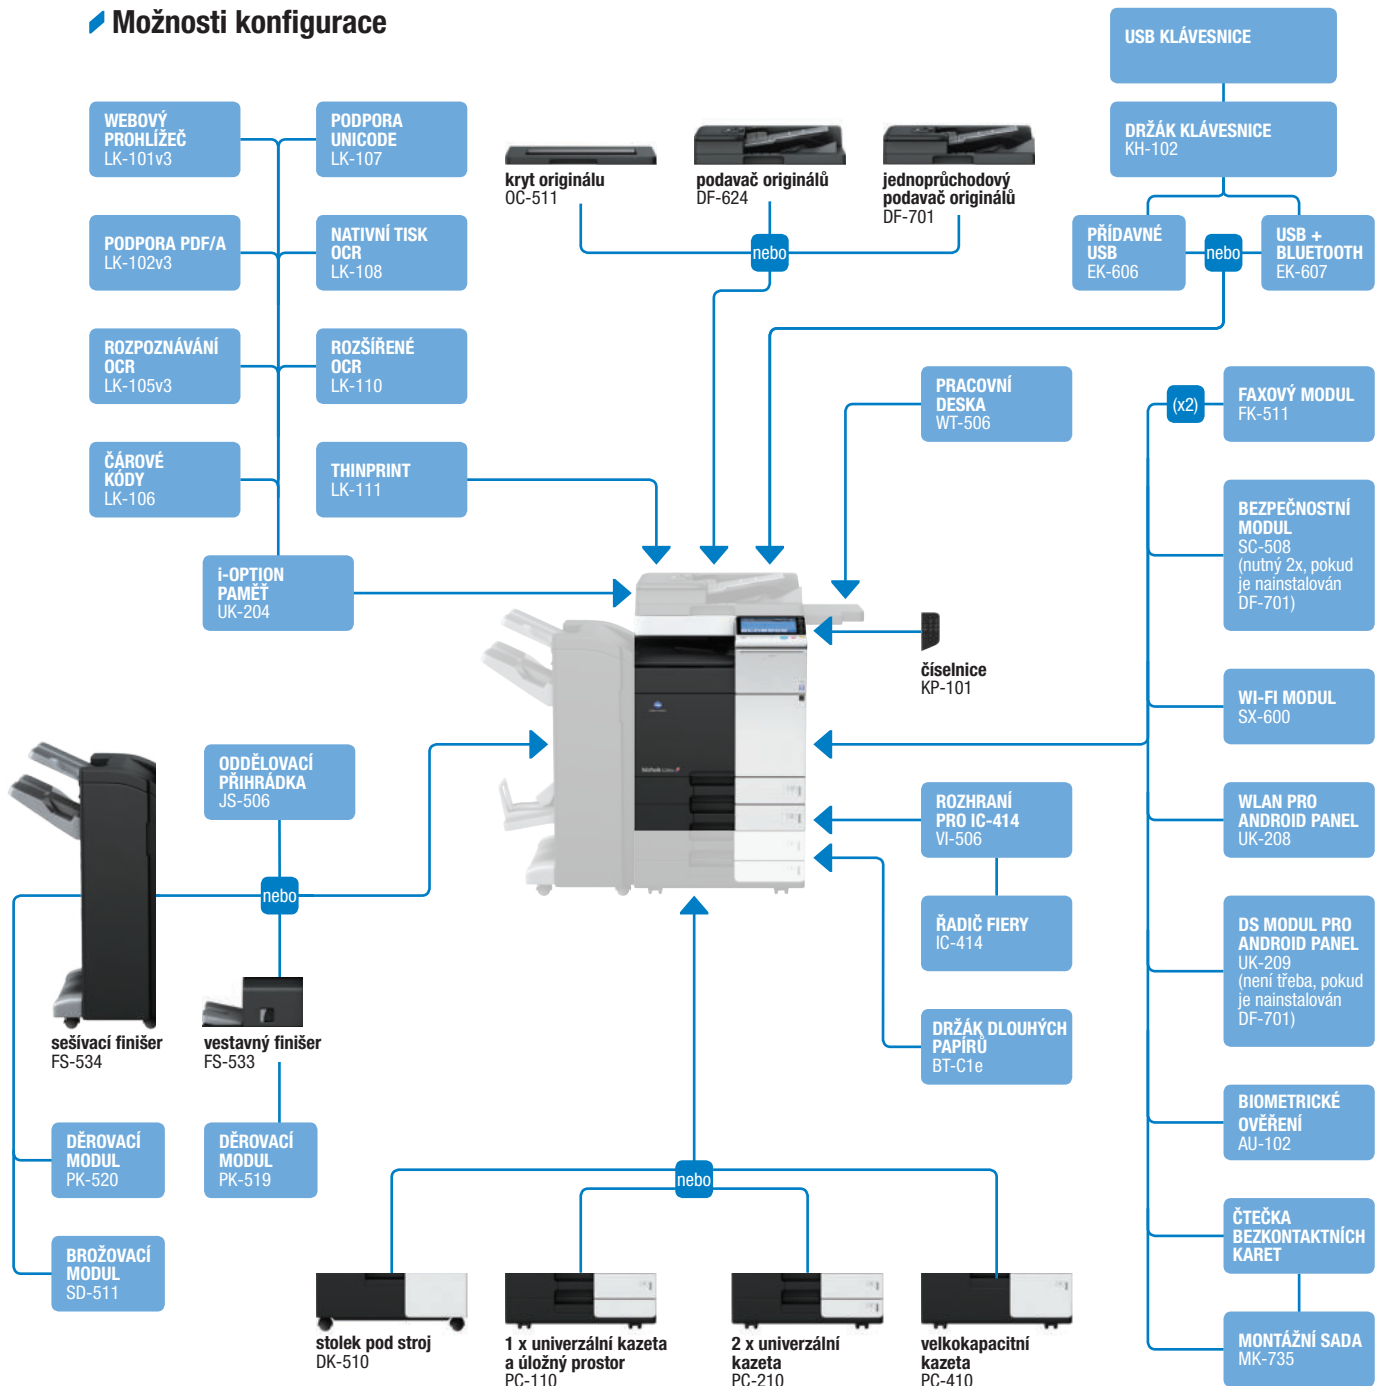 Možnosti konfigurace
USB KLÁVESNICE
WEBOVÝ
PROHLÍŽEČ
LK-101v3
PODPORA
UNICODE
LK-107
DRŽÁK KLÁVESNICE
KH-102
kryt originálu
OC-511
podavač originálů
DF-624
jednoprůchodový
podavač originálů
DF-701
PODPORA PDF/A
LK-102v3
NATIVNÍ TISK
OCR
LK-108
nebo
PŘÍDAVNÉ
USB
EK-606
nebo
USB +
BLUETOOTH
EK-607
ROZPOZNÁVÁNÍ
OCR
LK-105v3
ROZŠÍŘENÉ
OCR
LK-110
PRACOVNÍ
DESKA
WT-506
(x2)
FAXOVÝ MODUL
FK-511
ČÁROVÉ
KÓDY
LK-106
THINPRINT
LK-111
BEZPEČNOSTNÍ
MODUL
SC-508
(nutný 2x, pokud
je nainstalován
DF-701)
i-OPTION
PAMĚŤ
UK-204
číselnice
KP-101
WI-FI MODUL
SX-600
ODDĚLOVACÍ
PŘIHRÁDKA
JS-506
ROZHRANÍ
PRO IC-414
VI-506
WLAN PRO
ANDROID PANEL
UK-208
nebo
ŘADIČ FIERY
IC-414
DS MODUL PRO
ANDROID PANEL
UK-209
(není třeba, pokud
je nainstalován
DF-701)
sešívací finišer
FS-534
vestavný finišer
FS-533
DRŽÁK DLOUHÝCH
PAPÍRŮ
BT-C1e
DĚROVACÍ
MODUL
PK-520
DĚROVACÍ
MODUL
PK-519
BIOMETRICKÉ
OVĚŘENÍ
AU-102
nebo
ČTEČKA
BEZKONTAKTNÍCH
KARET
BROŽOVACÍ
MODUL
SD-511
stolek pod stroj
DK-510
1 x univerzální kazeta
a úložný prostor
PC-110
2 x univerzální
kazeta
PC-210
velkokapacitní
kazeta
PC-410
MONTÁŽNÍ SADA
MK-735